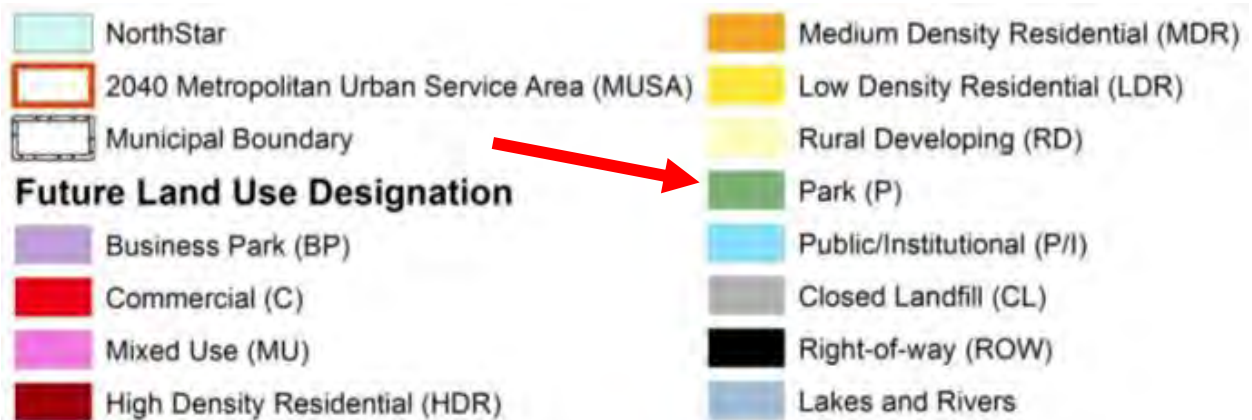 NorthStar
2040 Metropolitan Urban Service Area (MUSA)
Municipal Boundary
Future Land Use Designation
Business Park (BP)
Commercial (C)
Mixed Use (MU)
High Density Residential (HDR)
Medium Density Residential (MDR)
Low Density Residential (LDR)
Rural Developing (RD)
Park (P)
Public/Institutional (P/I)
Closed Landfill (CL)
Right-of-way (ROW)
Lakes and Rivers